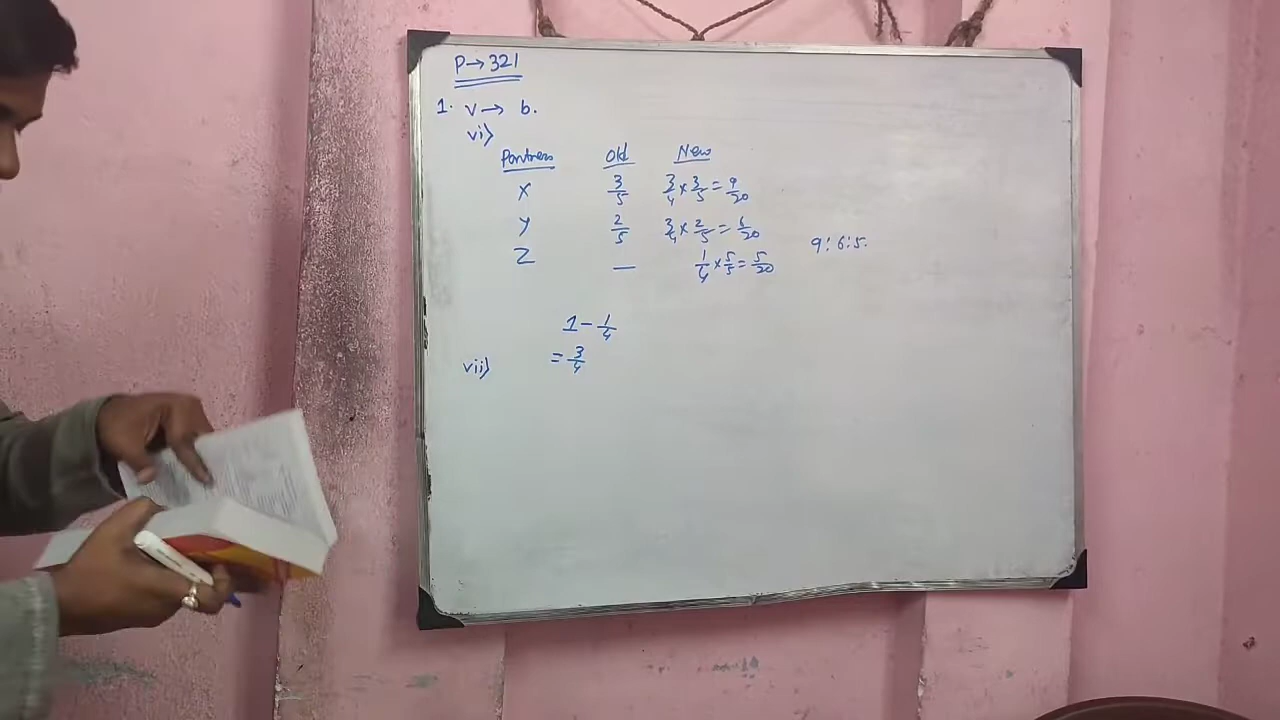 P→321
1. v → b.
vi)
Partners Old New
X 3/5 3/4 × 3/5 = 9/20
Y 2/5 3/4 × 2/5 = 6/20
Z — 1/4 × 5/5 = 5/20 9:6:5.
1 - 1/4
vii) = 3/4